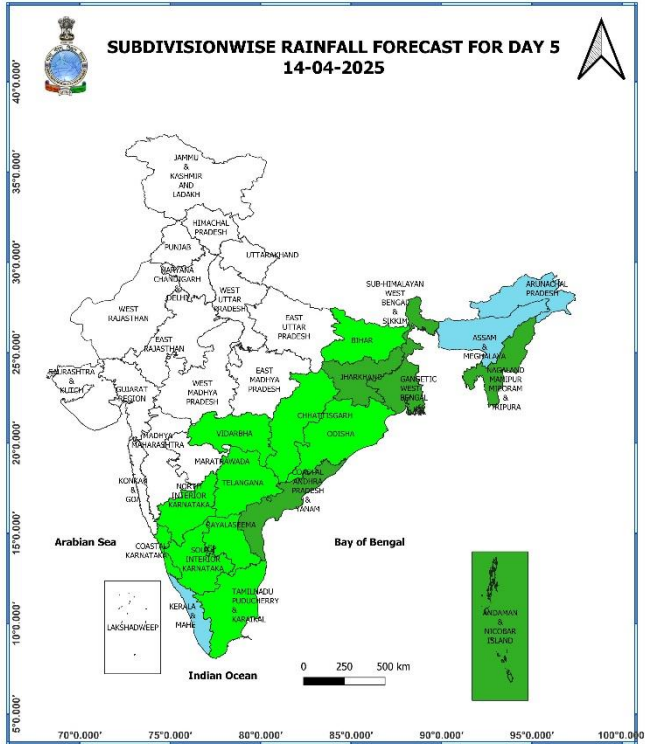 SUBDIVISIONWISE RAINFALL FORECAST FOR DAY 5
14-04-2025
40°0.000'
35°0.000'
30°0.000'
25°0.000'
20°0.000'
15°0.000'
10°0.000'
5°0.000'
JAMMU
&
KASHMIR
AND
LADAKH
HIMACHAL
PRADESH
PUNJAB
UTTARAKHAND
HARYANA
CHANDIGARH
&
DELHI
WEST
UTTAR
PRADESH
WEST
RAJASTHAN
EAST
RAJASTHAN
EAST
UTTAR
PRADESH
SUB-HIMALAYAN
WEST
BENGAL
&
SIKKIM
ARUNACHAL
PRADESH
ASSAM
&
MEGHALAYA
NAGALAND
MANIPUR
MIZORAM
&
TRIPURA
BIHAR
JHARKHAND
GANGETIC
WEST
BENGAL
SAURASHTRA
&
KUTCH
GUJARAT
REGION
WEST
MADHYA
PRADESH
EAST
MADHYA
PRADESH
CHHATTISGARH
ODISHA
VIDARBHA
MADHYA
MAHARASHTRA
MARATHWADA
KONKAN
&
GOA
TELANGANA
COASTAL
ANDHRA
PRADESH
&
YANAM
NORTH
INTERIOR
KARNATAKA
RAYALASEEMA
COASTAL
KARNATAKA
SOUTH
INTERIOR
KARNATAKA
Arabian Sea
Bay of Bengal
KERALA
&
MAHE
TAMILNADU
PUDUCHERRY
&
KARAIKAL
LAKSHADWEEP
ANDAMAN
&
NICOBAR
ISLAND
Indian Ocean
0 250 500 km
70°0.000' 75°0.000' 80°0.000' 85°0.000' 90°0.000' 95°0.000' 100°0.000'